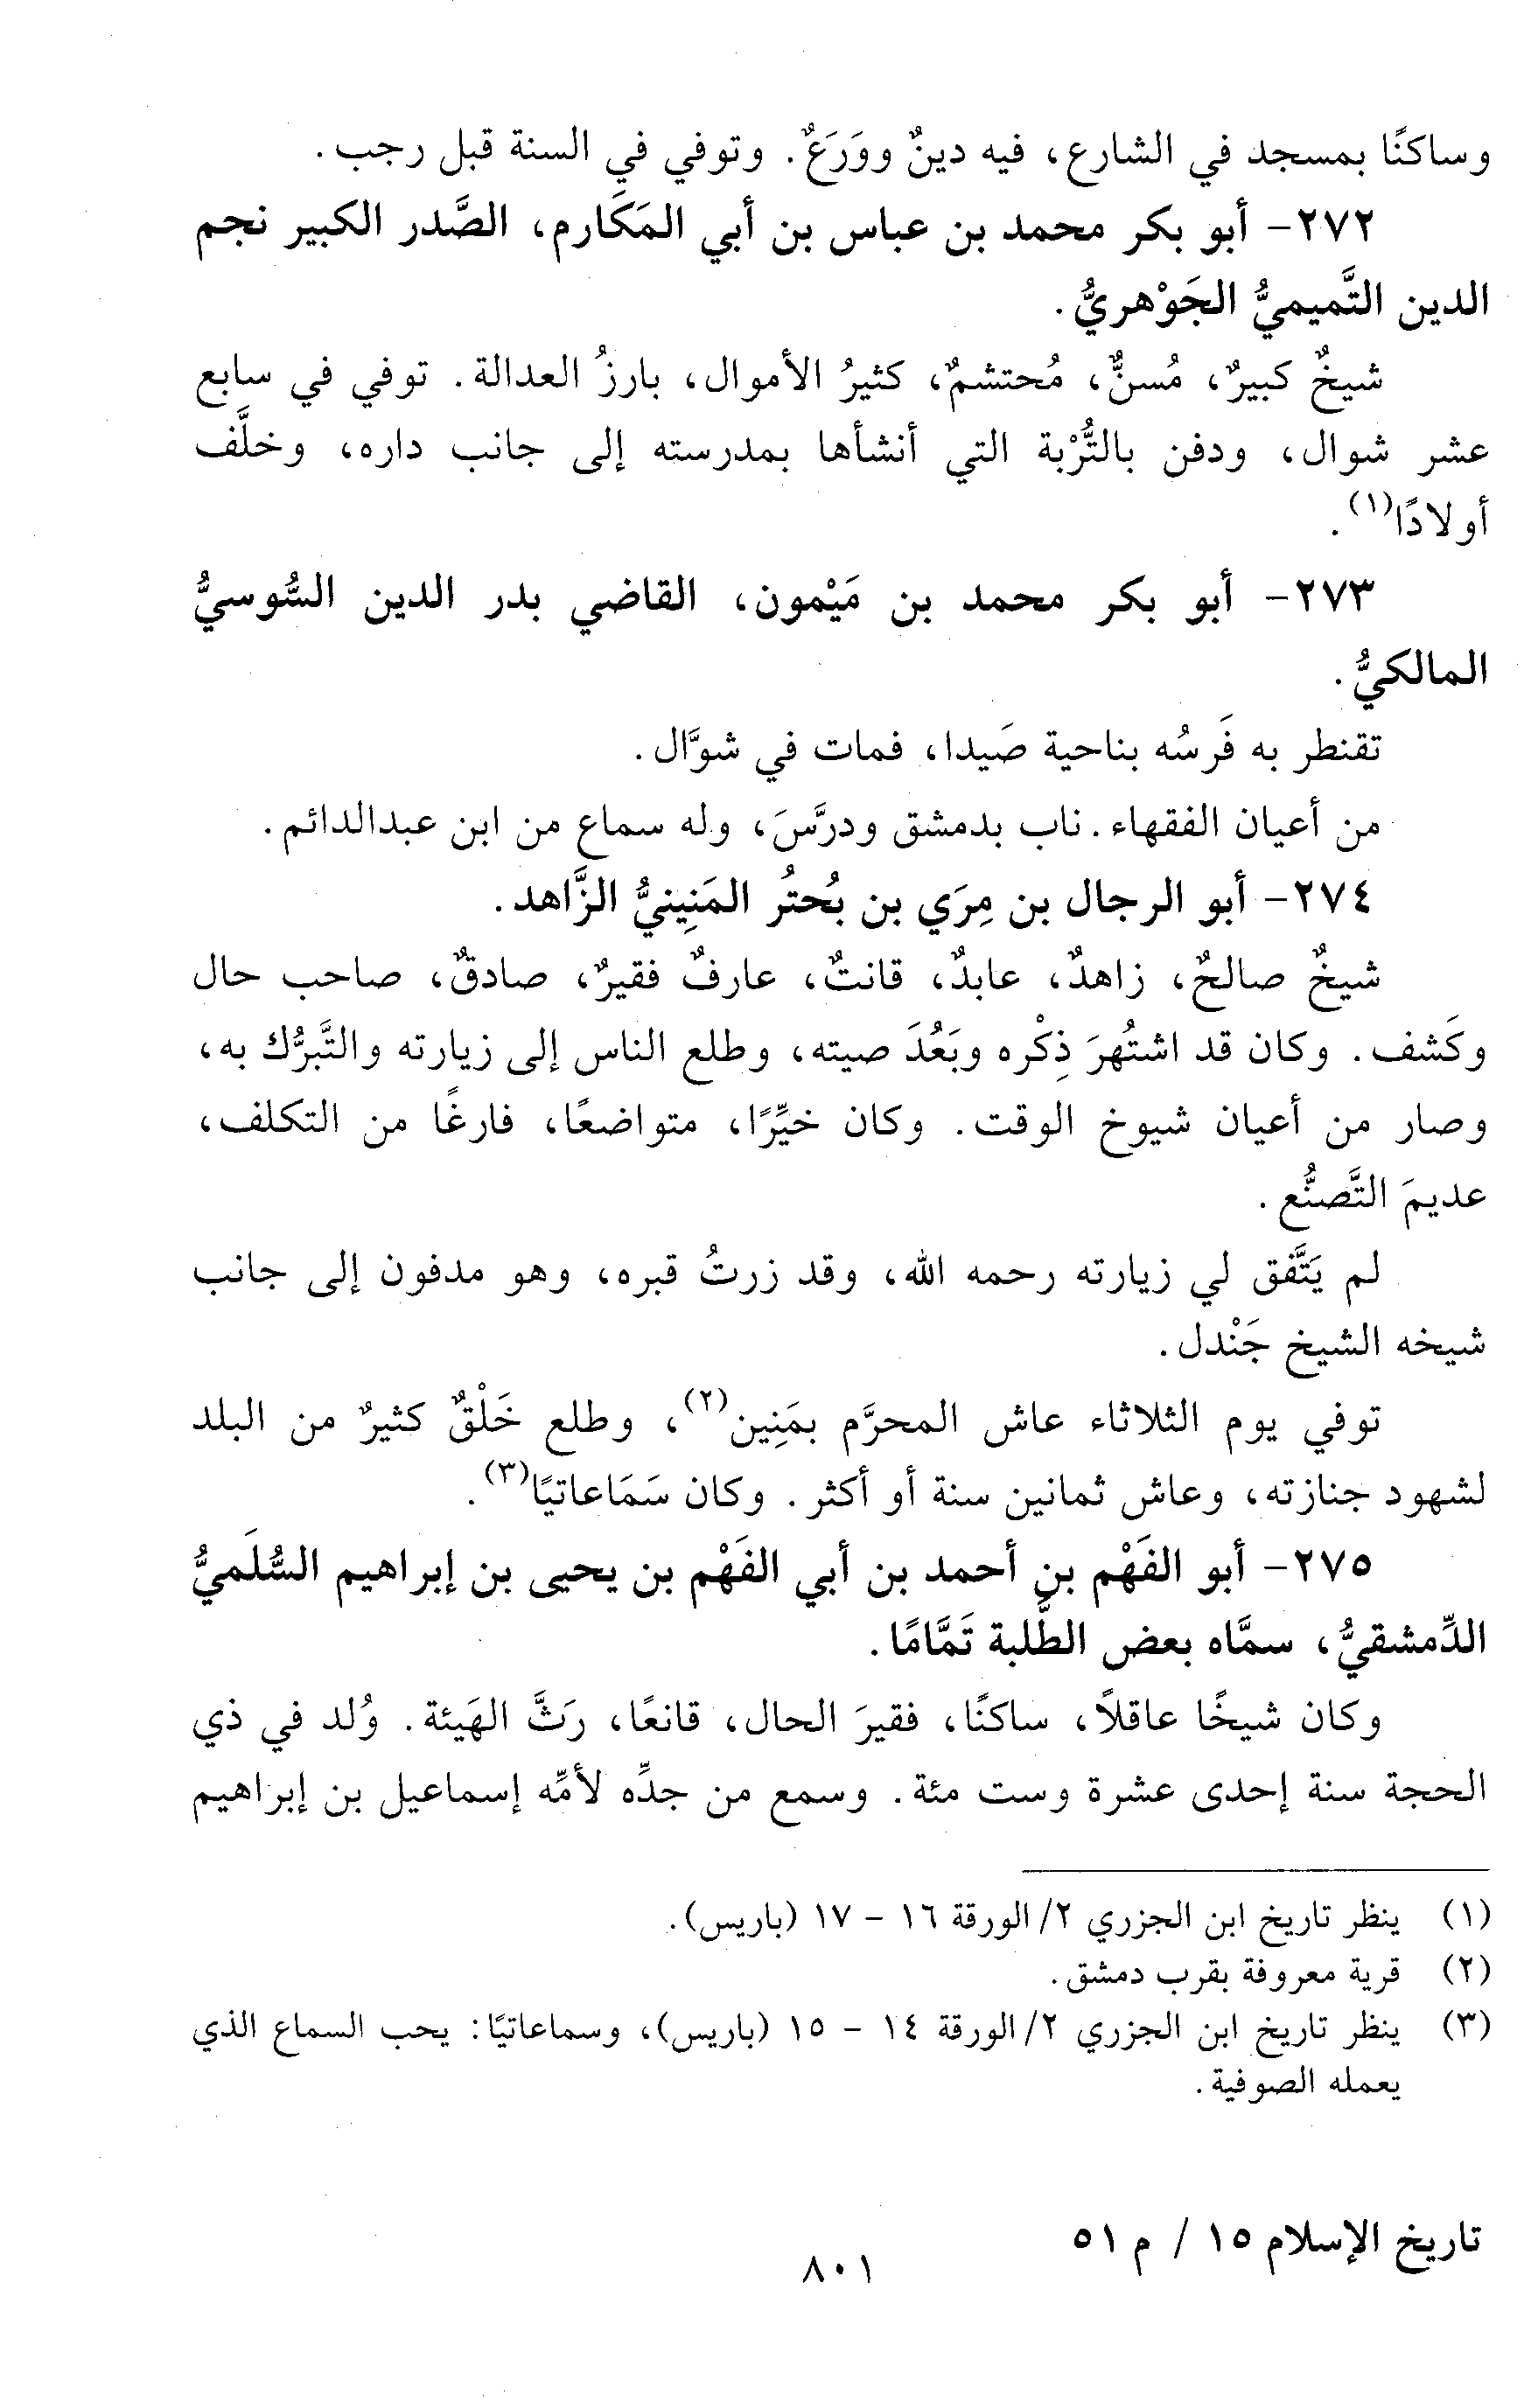 وساكنًا بمسجد في الشارع، فيه دينٌ ووَرَعٌ. وتوفي في السنة قبل رجب.
٢٧٢- أبو بكر محمد بن عباس بن أبي المَكَارم، الصَّدر الكبير نجم
الدين التَّميميُّ الجَوْهريُّ.
شيخٌ كبيرٌ، مُسنٌّ، مُحتشمٌ، كثيرُ الأموال، بارزُ العدالة. توفي في سابع
عشر شوال، ودفن بالتُّرْبة التي أنشأها بمدرسته إلى جانب داره، وخلَّف
أولادًا(١).
٢٧٣- أبو بكر محمد بن مَيْمون، القاضي بدر الدين السُّوسيُّ
المالكيُّ.
تقنطر به فَرسُه بناحية صَيدا، فمات في شوَّال.
من أعيان الفقهاء. ناب بدمشق ودرَّسَ، وله سماع من ابن عبدالدائم.
٢٧٤- أبو الرجال بن مِرَي بن بُحتُر المَنِينيُّ الزَّاهد.
شيخٌ صالحٌ، زاهدٌ، عابدٌ، قانتٌ، عارفٌ فقيرٌ، صادقٌ، صاحب حال
وكَشف. وكان قد اشتُهرَ ذِكْره وبَعُدَ صيته، وطلع الناس إلى زيارته والتَّبرُّك به،
وصار من أعيان شيوخ الوقت. وكان خيِّرًا، متواضعًا، فارغًا من التكلف،
عديمَ التَّصنُّع.
لم يَتَّفق لي زيارته رحمه الله، وقد زرتُ قبره، وهو مدفون إلى جانب
شيخه الشيخ جَنْدل.
توفي يوم الثلاثاء عاش المحرَّم بمَنِين(٢)، وطلع خَلْقٌ كثيرٌ من البلد
لشهود جنازته، وعاش ثمانين سنة أو أكثر. وكان سَمَاعاتيًا(٣).
٢٧٥- أبو الفَهْم بن أحمد بن أبي الفَهْم بن يحيى بن إبراهيم السُّلَميُّ
الدِّمشقيُّ، سمَّاه بعض الطَّلبة تَمَّامًا.
وكان شيخًا عاقلاً، ساكنًا، فقيرَ الحال، قانعًا، رَثَّ الهَيئة. وُلد في ذي
الحجة سنة إحدى عشرة وست مئة. وسمع من جدِّه لأمِّه إسماعيل بن إبراهيم
(١) ينظر تاريخ ابن الجزري ٢/ الورقة ١٦ - ١٧ (باريس).
(٢) قرية معروفة بقرب دمشق.
(٣) ينظر تاريخ ابن الجزري ٢/ الورقة ١٤ - ١٥ (باريس)، وسماعاتيًا: يحب السماع الذي
يعمله الصوفية.
تاريخ الإسلام ١٥ / م ٥١
٨٠١